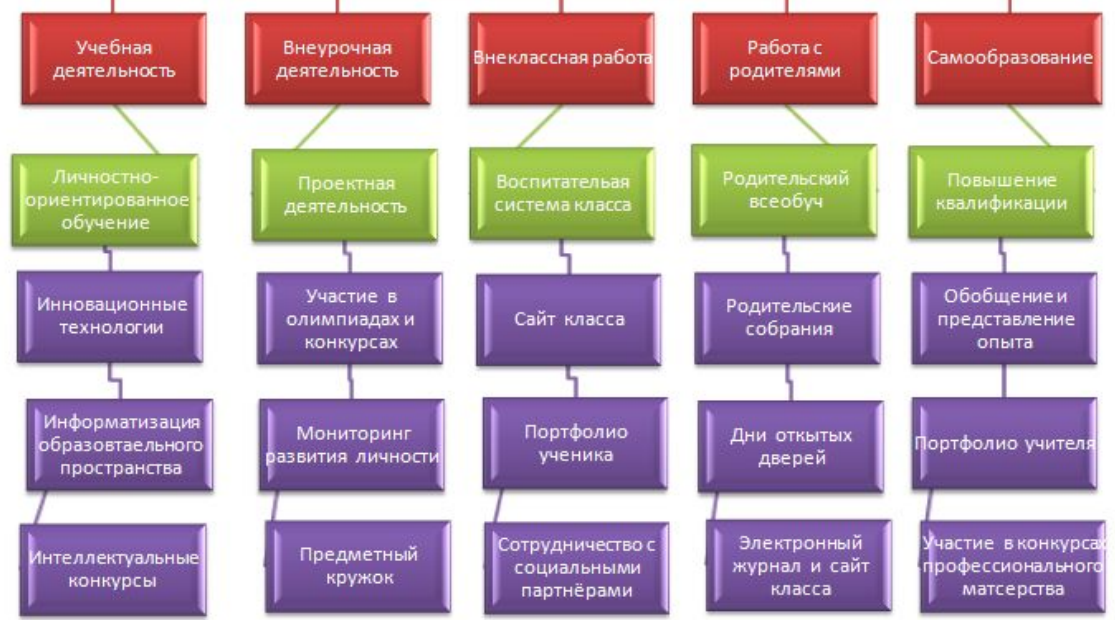 Учебная
деятельность
Внеурочная
деятельность
Внеклассная работа
Работа с
родителями
Самообразование
Личностно-
ориентированное
обучение
Проектная
деятельность
Воспитательая
система класса
Родительский
всеобуч
Повышение
квалификации
Инновационные
технологии
Участие в
олимпиадах и
конкурсах
Сайт класса
Родительские
собрания
Обобщение и
представление
опыта
Информатизация
образовтаельного
пространства
Мониторинг
развития личности
Портфолио
ученика
Дни откытых
дверей
Портфолио учителя
Интеллектуальные
конкурсы
Предметный
кружок
Сотрудничество с
социальными
партнёрами
Электронный
журнал и сайт
класса
Участие в конкурсах
профессионального
матсерства